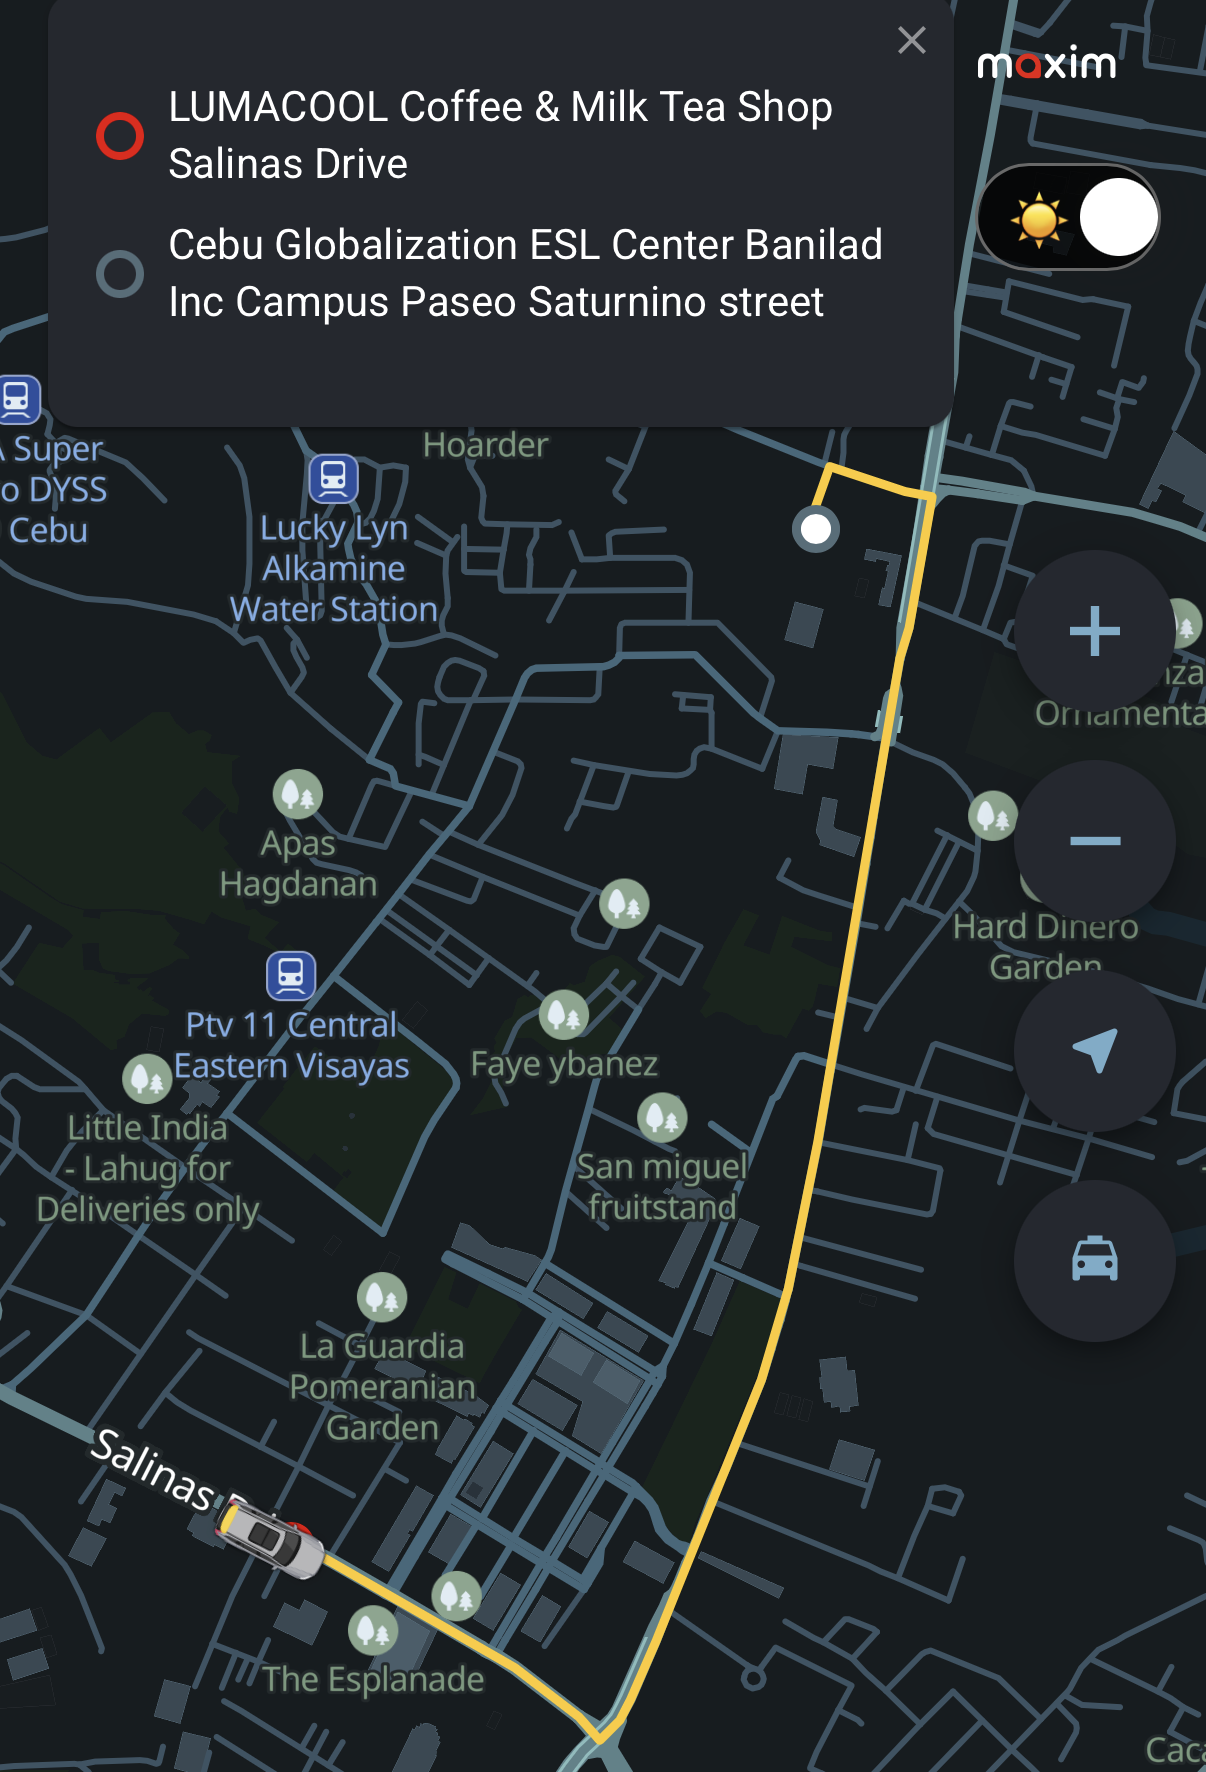 maxim
LUMACOOL Coffee & Milk Tea Shop
Salinas Drive
Cebu Globalization ESL Center Banilad
Inc Campus Paseo Saturnino street
Hoarder
Super
DYSS
Cebu
Lucky Lyn
Alkamine
Water Station
Apas
Hagdanan
Hard Dinero
Garden
Ptv 11 Central
Eastern Visayas
Faye ybanez
Little India
- Lahug for
Deliveries only
San miguel
fruitstand
La Guardia
Pomeranian
Garden
Salinas
The Esplanade